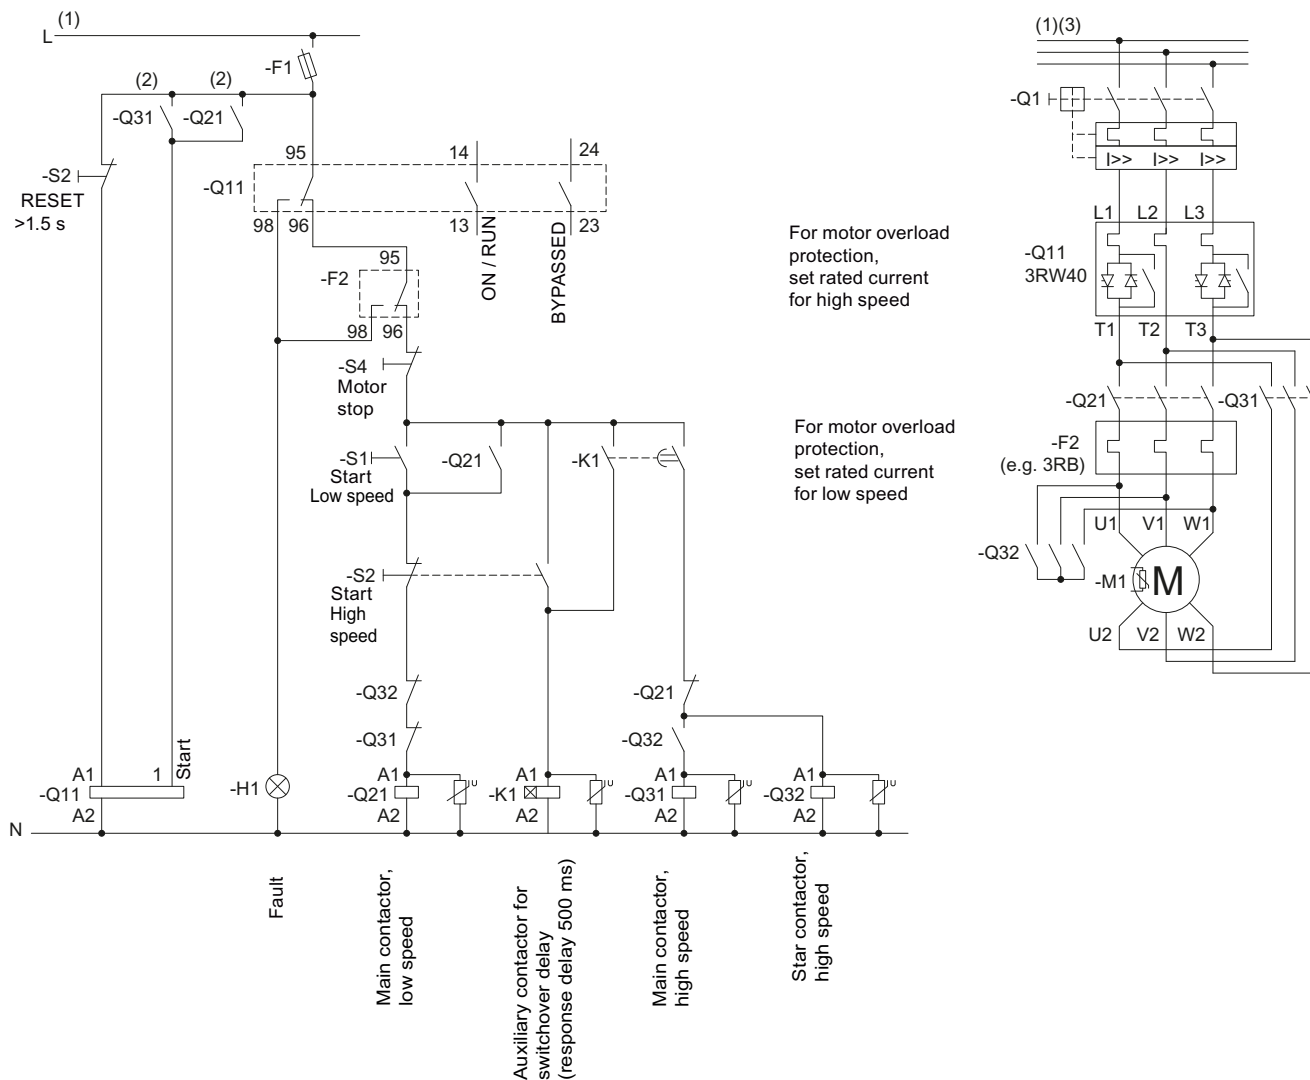 (1)
L
-F1
(2)
(2)
-Q31
-Q21
-S2
RESET
>1.5 s
95
14
24
-Q11
98
96
13
23
ON / RUN
BYPASSED
95
-F2
98
96
-S4
Motor
stop
-S1
Start
Low speed
-Q21
-K1
-S2
Start
High
speed
-Q32
-Q21
-Q31
-Q32
A1
1
Start
-Q11
A2
-H1
A1
-Q21
A2
U
A1
-K1
A2
U
A1
-Q31
A2
U
A1
-Q32
A2
U
N
Fault
Main contactor,
low speed
Auxiliary contactor for
switchover delay
(response delay 500 ms)
Main contactor,
high speed
Star contactor,
high speed
For motor overload
protection,
set rated current
for high speed
For motor overload
protection,
set rated current
for low speed
(1)(3)
-Q1
I>>
I>>
I>>
L1
L2
L3
-Q11
3RW40
T1
T2
T3
-Q21
-Q31
-F2
(e.g. 3RB)
U1
V1
W1
-Q32
-M1
M
U2
V2
W2